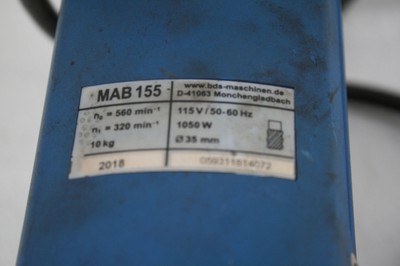 MAB 155
www.bds-maschinen.de
D-41063 Mönchengladbach
n₀ = 560 min⁻¹
115 V / 50-60 Hz
n₁ = 320 min⁻¹
1050 W
10 kg
Ø 35 mm
2018